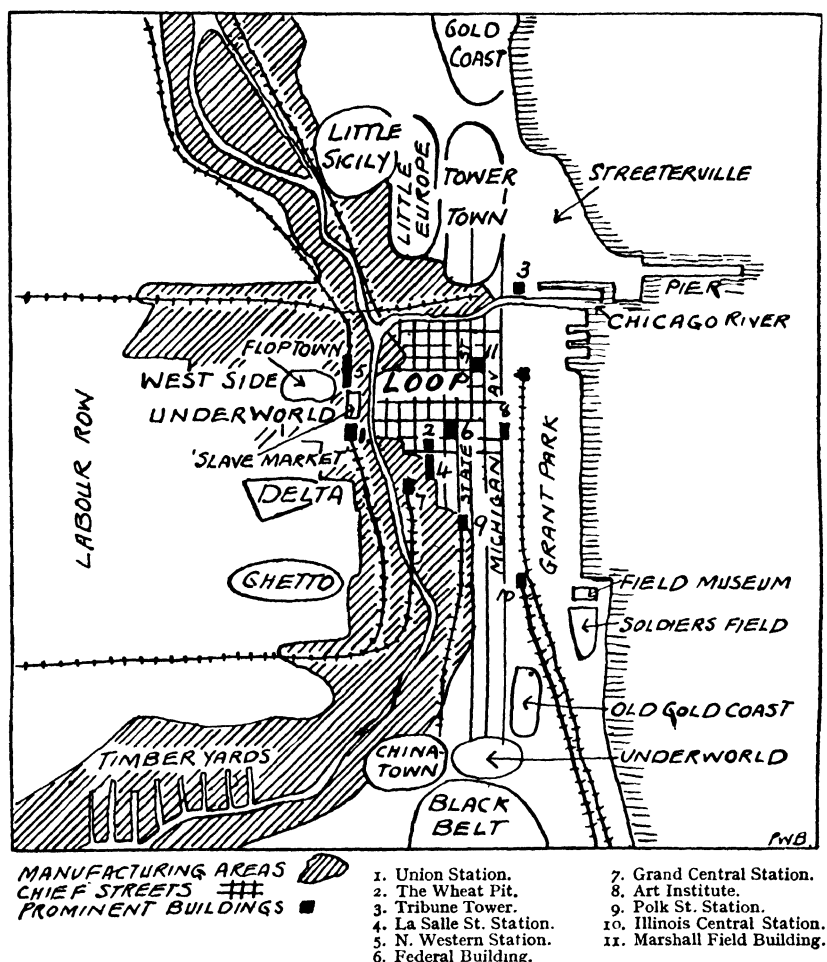 GOLD
COAST
LITTLE
SICILY
LITTLE
EUROPE
TOWER
TOWN
STREETERVILLE
3
PIER
CHICAGO RIVER
FLOPTOWN
5
WEST SIDE
UNDERWORLD
1
'SLAVE MARKET'
LOOP
ST
11
AV
8
2
6
4
7
STATE
9
MICHIGAN
GRANT PARK
10
LABOUR ROW
DELTA
GHETTO
FIELD MUSEUM
SOLDIERS FIELD
OLD GOLD COAST
UNDERWORLD
TIMBER YARDS
CHINA-
TOWN
BLACK
BELT
PWB.
MANUFACTURING AREAS
CHIEF STREETS
PROMINENT BUILDINGS
1. Union Station.
2. The Wheat Pit.
3. Tribune Tower.
4. La Salle St. Station.
5. N. Western Station.
6. Federal Building.
7. Grand Central Station.
8. Art Institute.
9. Polk St. Station.
10. Illinois Central Station.
11. Marshall Field Building.